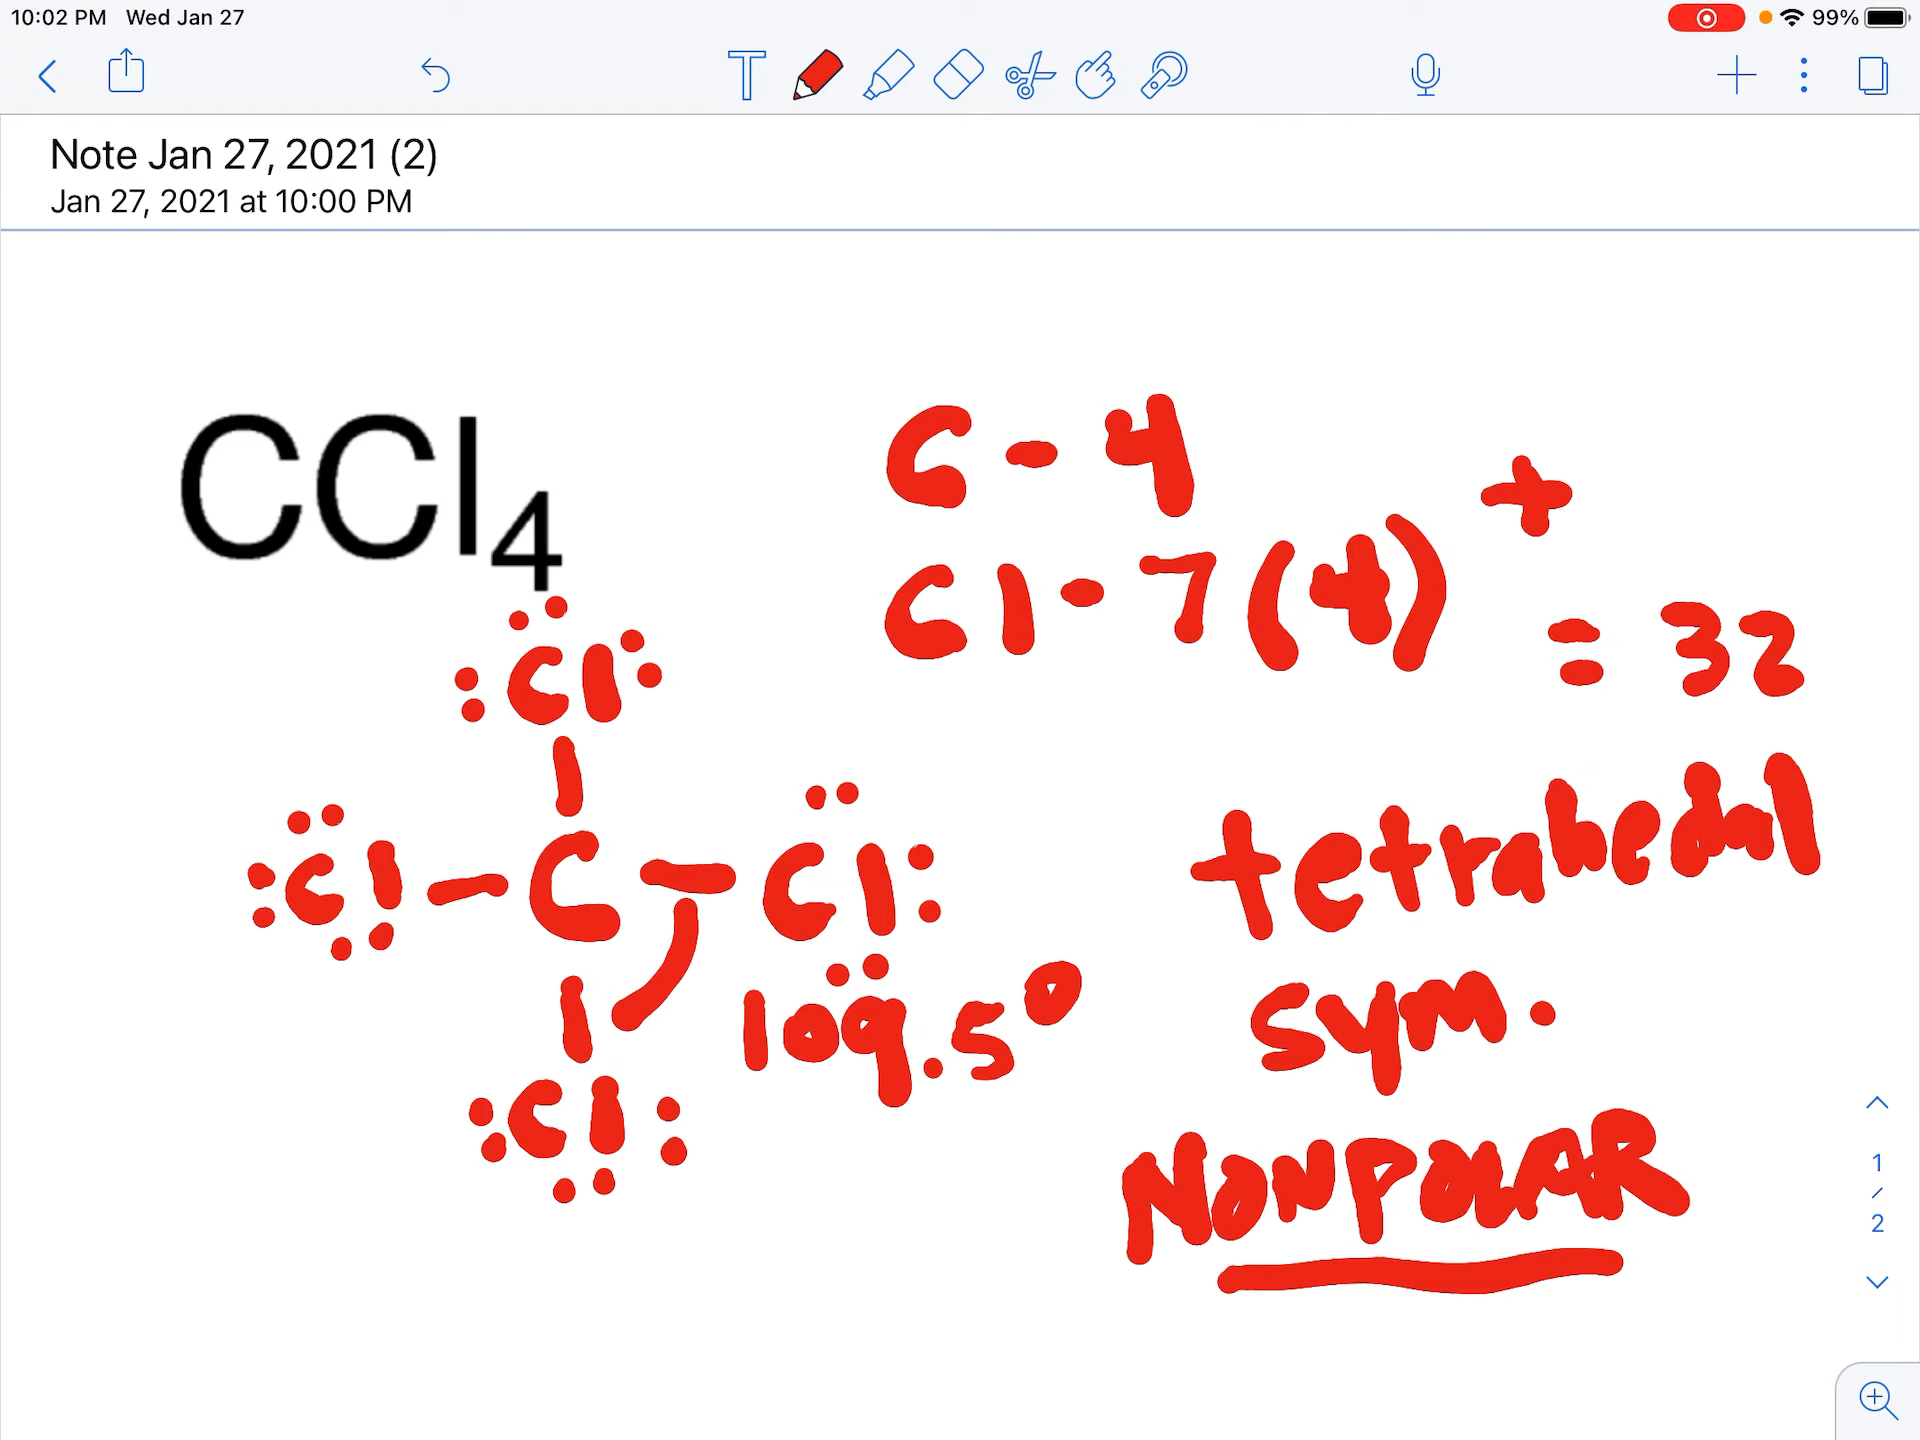 10:02 PM Wed Jan 27 99%
T
Note Jan 27, 2021 (2)
Jan 27, 2021 at 10:00 PM
CCl₄
C - 4
+
Cl - 7(4)
= 32
:Cl:
:Cl - C - Cl:
109.5°
:Cl:
tetrahedral
sym.
NONPOLAR
1
/
2